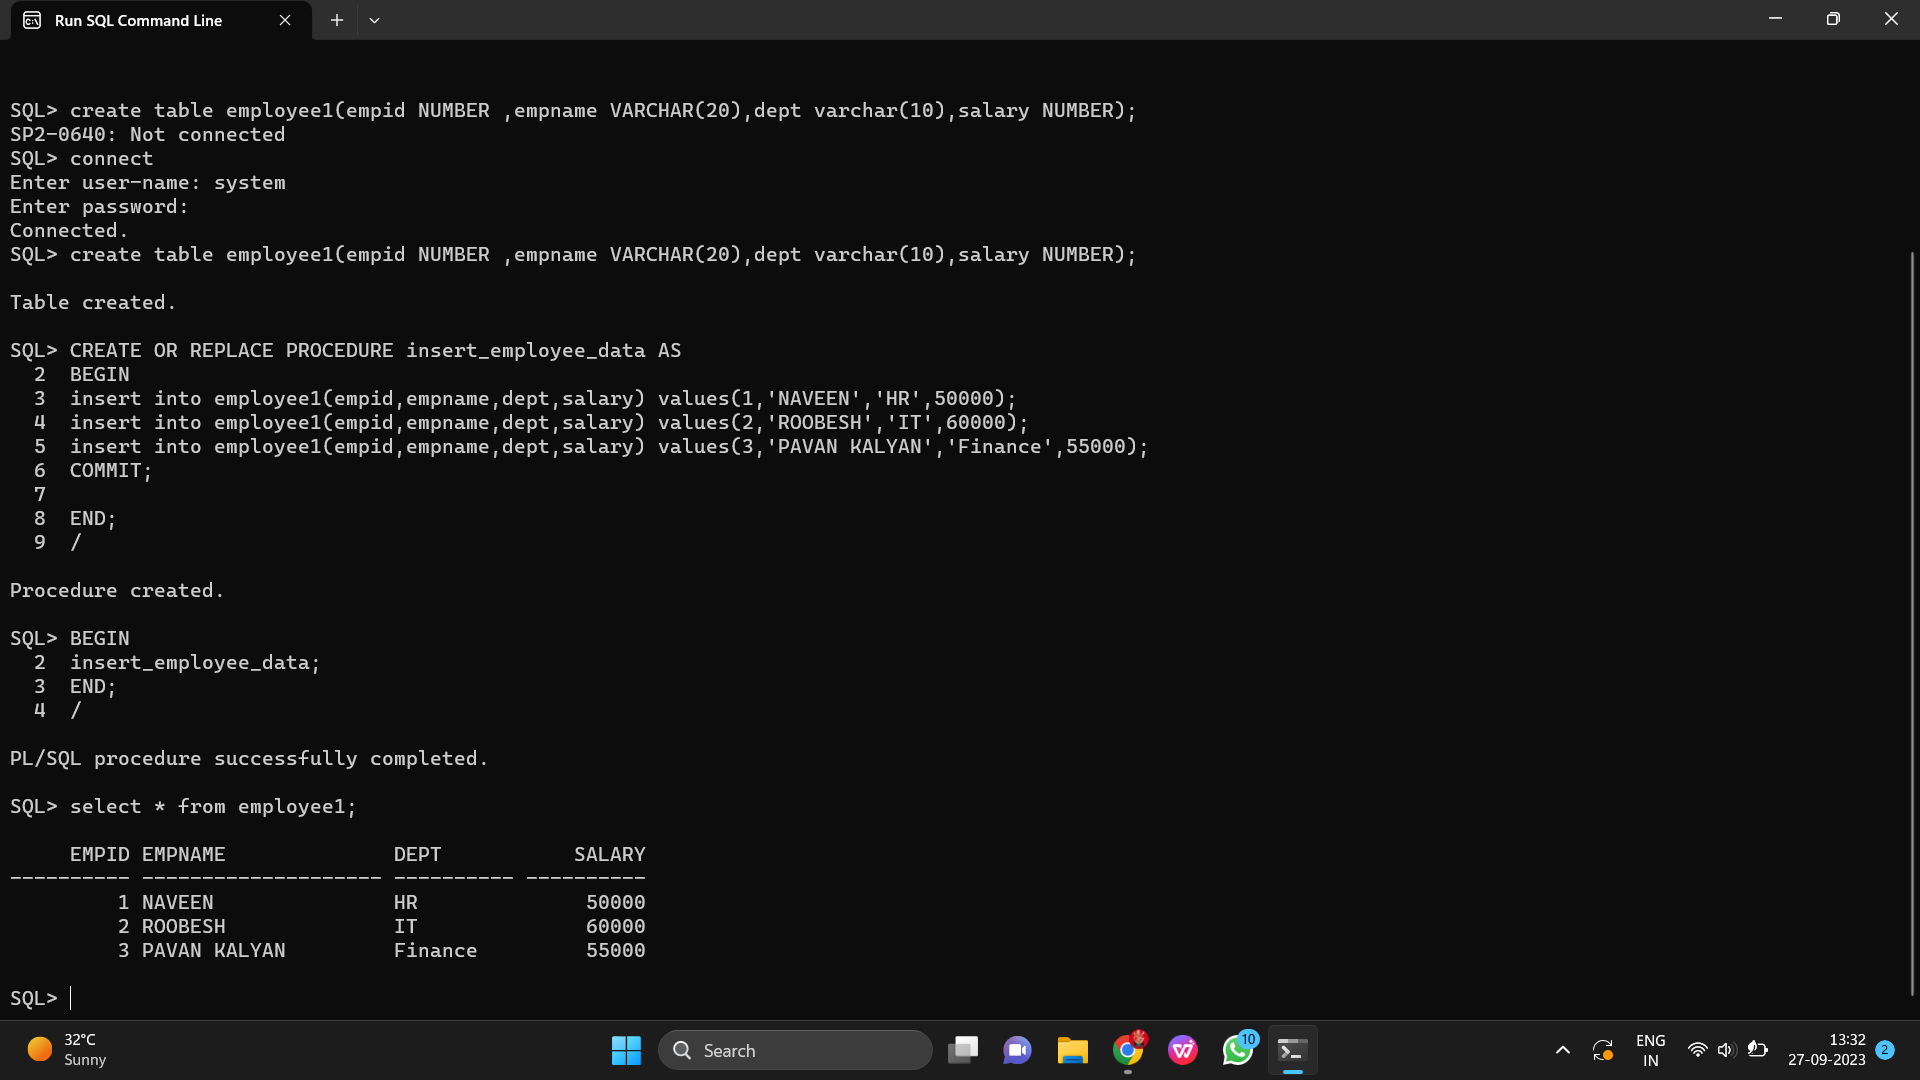 Run SQL Command Line
SQL> create table employee1(empid NUMBER ,empname VARCHAR(20),dept varchar(10),salary NUMBER);
SP2-0640: Not connected
SQL> connect
Enter user-name: system
Enter password:
Connected.
SQL> create table employee1(empid NUMBER ,empname VARCHAR(20),dept varchar(10),salary NUMBER);
Table created.
SQL> CREATE OR REPLACE PROCEDURE insert_employee_data AS
  2  BEGIN
  3  insert into employee1(empid,empname,dept,salary) values(1,'NAVEEN','HR',50000);
  4  insert into employee1(empid,empname,dept,salary) values(2,'ROOBESH','IT',60000);
  5  insert into employee1(empid,empname,dept,salary) values(3,'PAVAN KALYAN','Finance',55000);
  6  COMMIT;
  7
  8  END;
  9  /
Procedure created.
SQL> BEGIN
  2  insert_employee_data;
  3  END;
  4  /
PL/SQL procedure successfully completed.
SQL> select * from employee1;
     EMPID EMPNAME              DEPT           SALARY
---------- -------------------- ---------- ----------
         1 NAVEEN               HR              50000
         2 ROOBESH              IT              60000
         3 PAVAN KALYAN         Finance         55000
SQL>
32°C
Sunny
Search
10
ENG
IN
13:32
27-09-2023
2